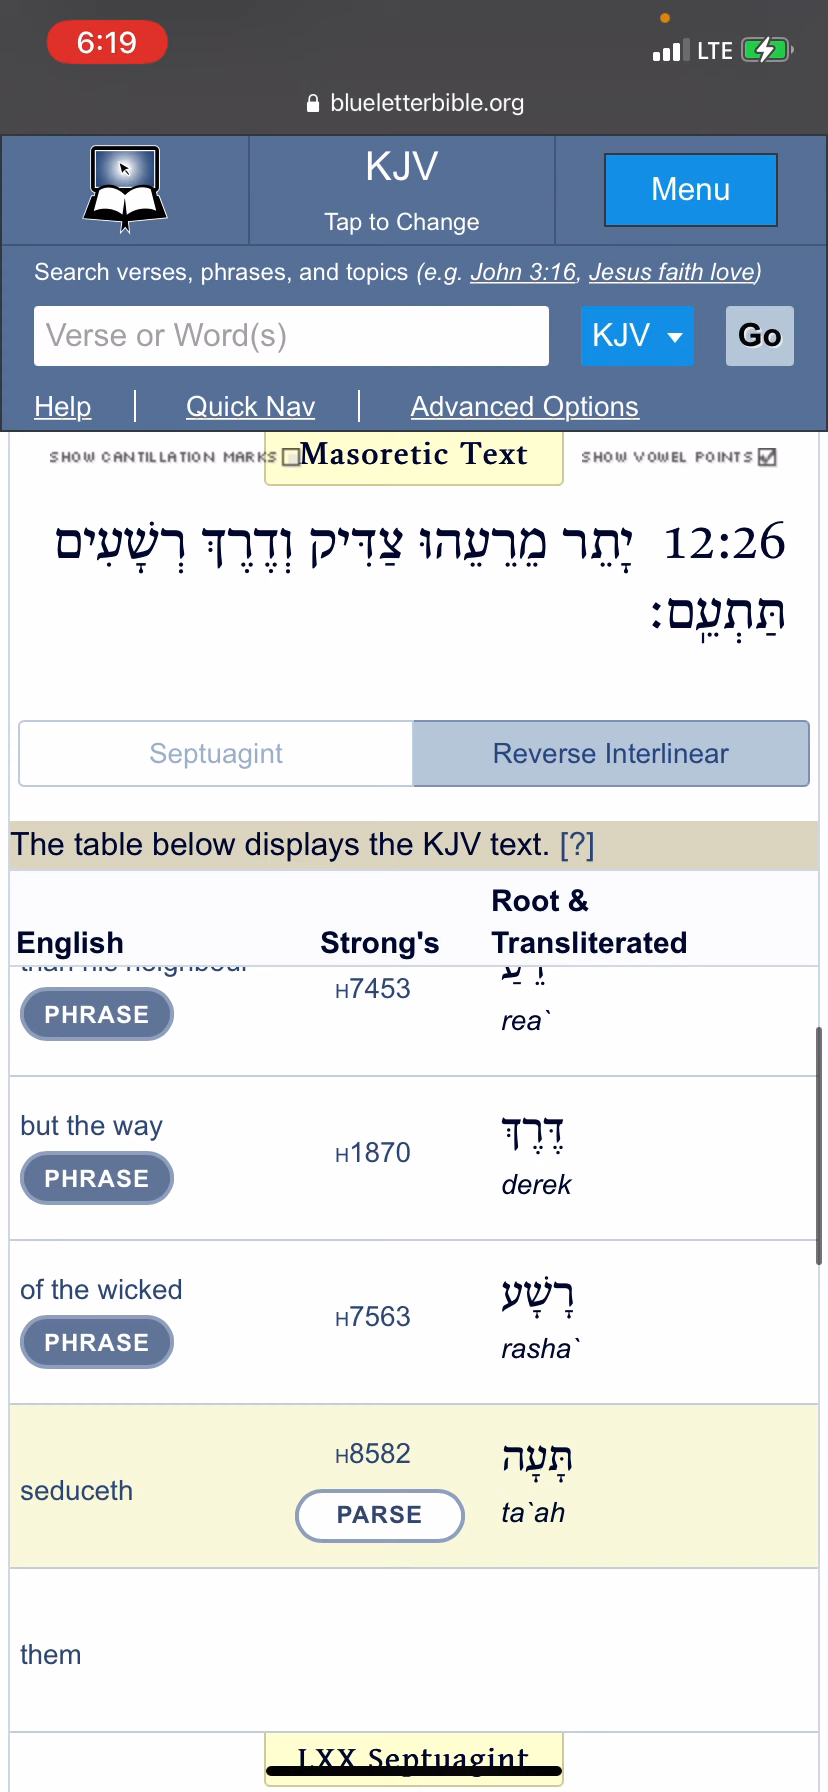 6:19
LTE
blueletterbible.org
KJV
Tap to Change
Menu
Search verses, phrases, and topics (e.g. John 3:16, Jesus faith love)
Verse or Word(s)
KJV
Go
Help | Quick Nav | Advanced Options
SHOW CANTILLATION MARKS
Masoretic Text
SHOW VOWEL POINTS
12:26 יָתֵר מֵרֵעֵהוּ צַדִּיק וְדֶרֶךְ רְשָׁעִים
תַּתְעֵֽם׃
Septuagint
Reverse Interlinear
The table below displays the KJV text. [?]
English
Strong's
Root &
Transliterated
than his neighbour
PHRASE
H7453
רֵעַ
rea`
but the way
PHRASE
H1870
דֶּרֶךְ
derek
of the wicked
PHRASE
H7563
רָשָׁע
rasha`
seduceth
H8582
PARSE
תָּעָה
ta`ah
them
LXX Septuagint